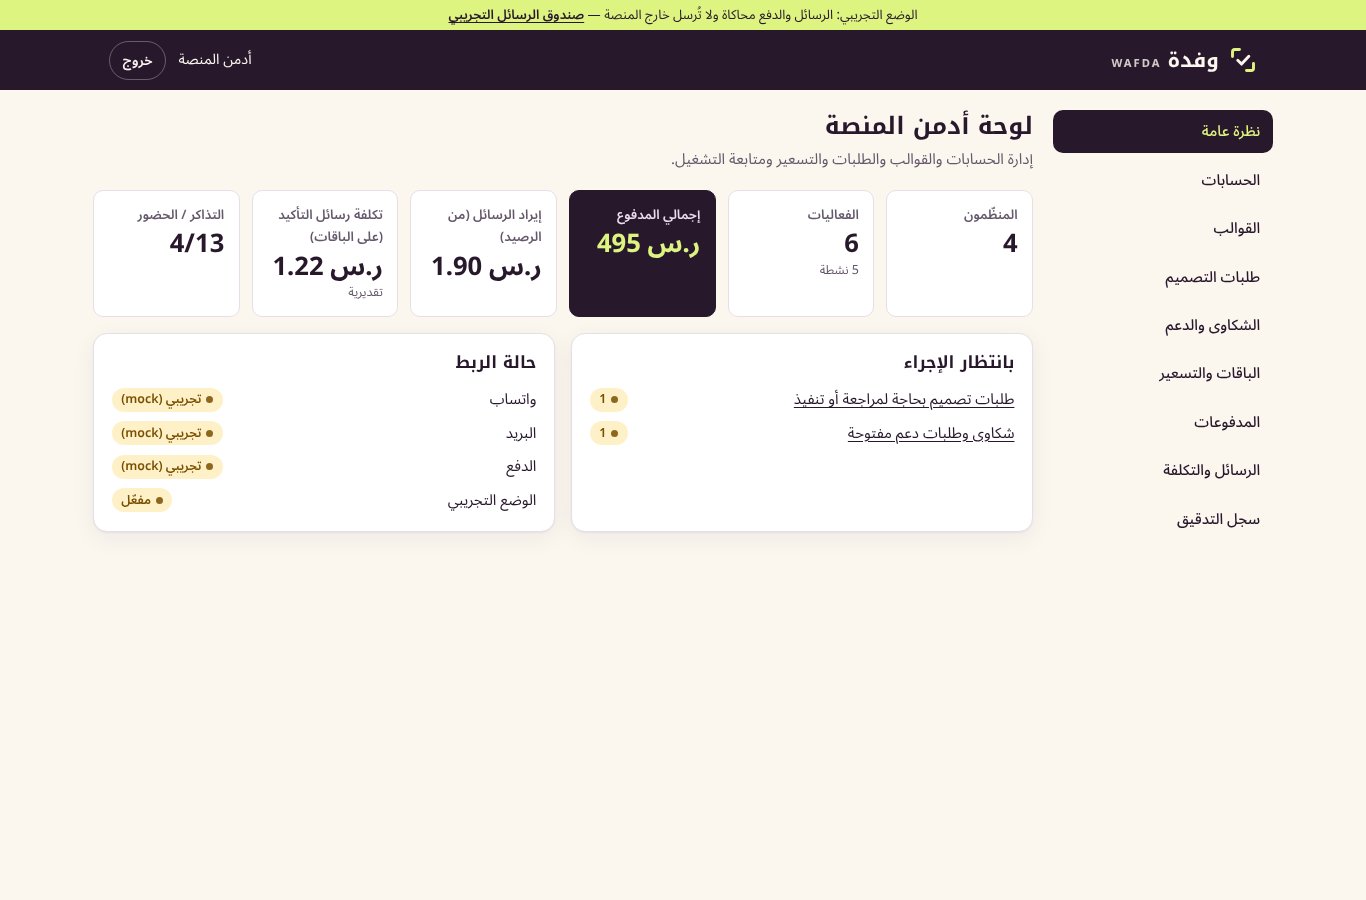 الوضع التجريبي: الرسائل والدفع محاكاة ولا تُرسل خارج المنصة — صندوق الرسائل التجريبي
وفدة WAFDA
أدمن المنصة
خروج
نظرة عامة
الحسابات
القوالب
طلبات التصميم
الشكاوى والدعم
الباقات والتسعير
المدفوعات
الرسائل والتكلفة
سجل التدقيق
لوحة أدمن المنصة
إدارة الحسابات والقوالب والطلبات والتسعير ومتابعة التشغيل.
المنظّمون
4
الفعاليات
6
5 نشطة
إجمالي المدفوع
495 ر.س
إيراد الرسائل (من
الرصيد)
1.90 ر.س
تكلفة رسائل التأكيد
(على الباقات)
1.22 ر.س
تقديرية
التذاكر / الحضور
4/13
بانتظار الإجراء
طلبات تصميم بحاجة لمراجعة أو تنفيذ
1
شكاوى وطلبات دعم مفتوحة
1
حالة الربط
واتساب
تجريبي (mock)
البريد
تجريبي (mock)
الدفع
تجريبي (mock)
الوضع التجريبي
مفعّل